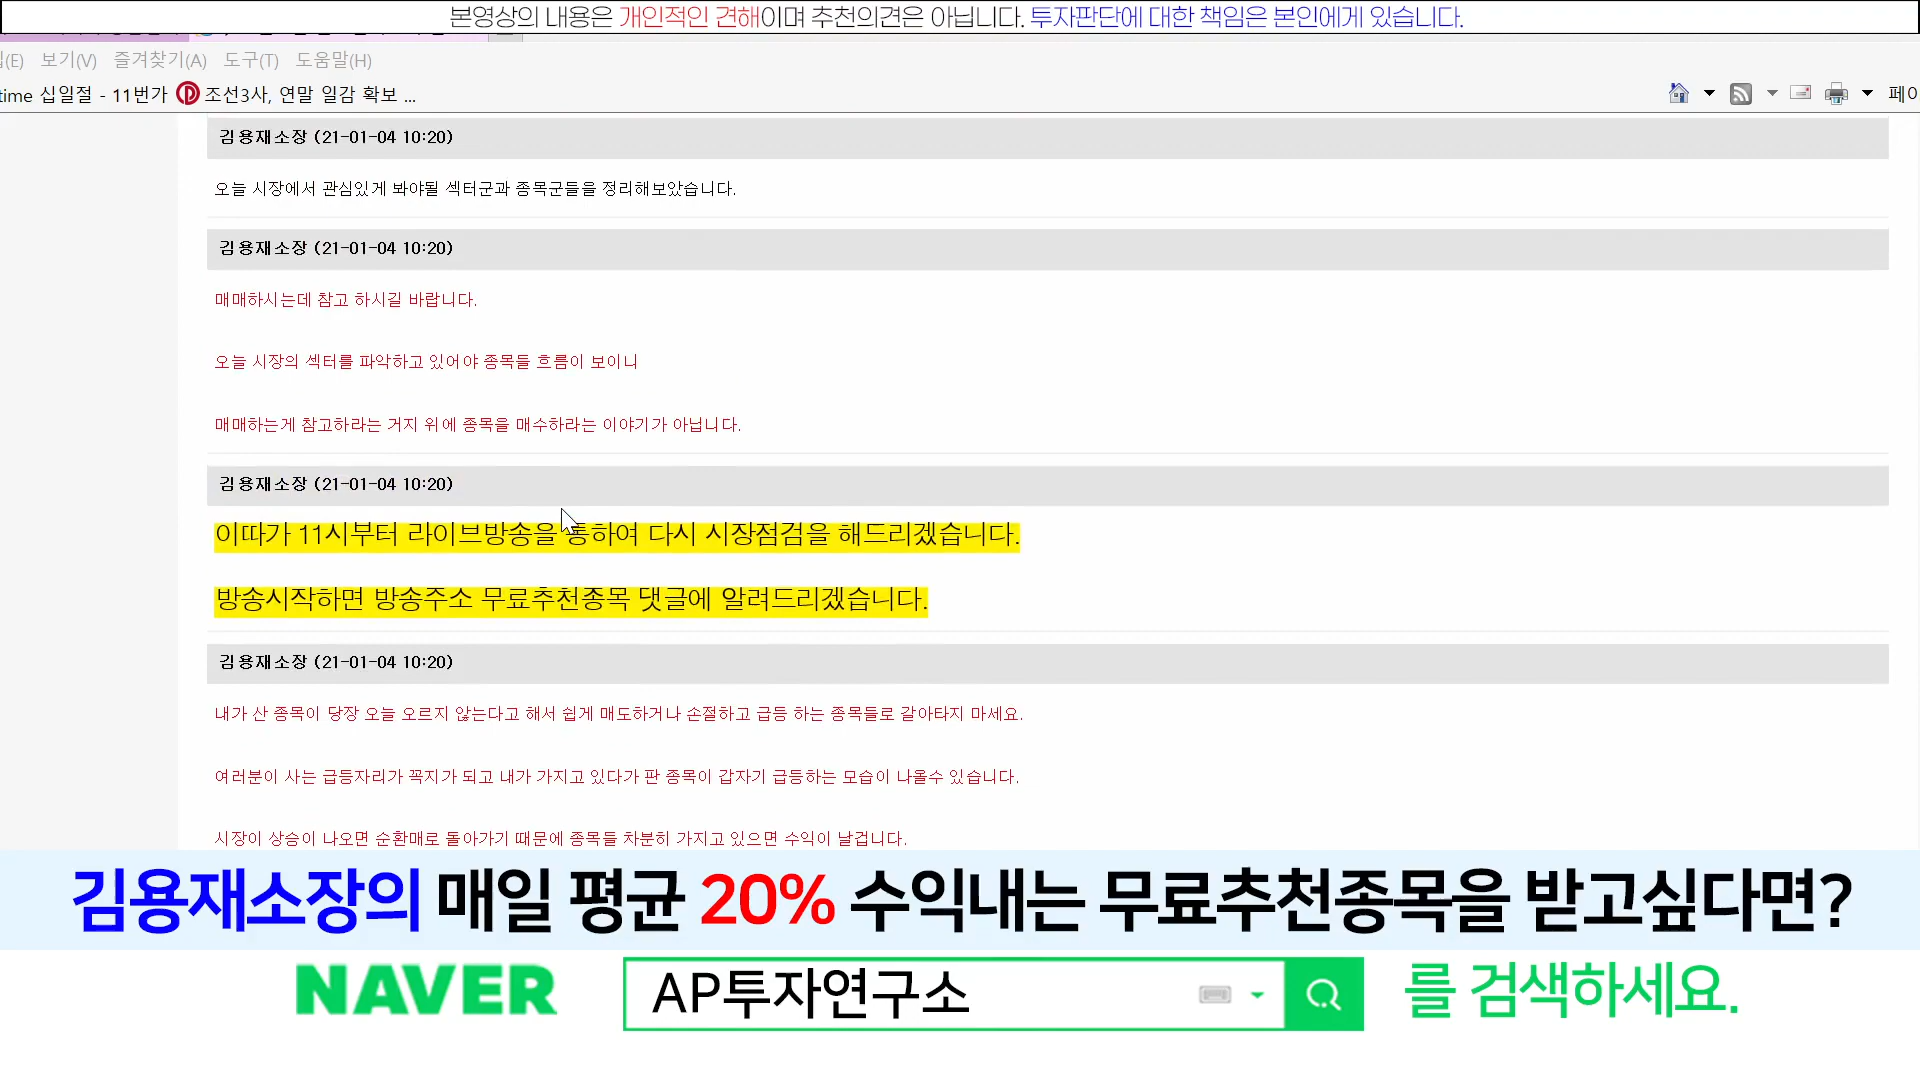 본영상의 내용은 개인적인 견해이며 추천의견은 아닙니다. 투자판단에 대한 책임은 본인에게 있습니다.
(E) 보기(V) 즐겨찾기(A) 도구(T) 도움말(H)
time 십일절 - 11번가 조선3사, 연말 일감 확보 ...
페이
김용재소장 (21-01-04 10:20)
오늘 시장에서 관심있게 봐야될 섹터군과 종목군들을 정리해보았습니다.
김용재소장 (21-01-04 10:20)
매매하시는데 참고 하시길 바랍니다.
오늘 시장의 섹터를 파악하고 있어야 종목들 흐름이 보이니
매매하는게 참고하라는 거지 위에 종목을 매수하라는 이야기가 아닙니다.
김용재소장 (21-01-04 10:20)
이따가 11시부터 라이브방송을 통하여 다시 시장점검을 해드리겠습니다.
방송시작하면 방송주소 무료추천종목 댓글에 알려드리겠습니다.
김용재소장 (21-01-04 10:20)
내가 산 종목이 당장 오늘 오르지 않는다고 해서 쉽게 매도하거나 손절하고 급등 하는 종목들로 갈아타지 마세요.
여러분이 사는 급등자리가 꼭지가 되고 내가 가지고 있다가 판 종목이 갑자기 급등하는 모습이 나올수 있습니다.
시장이 상승이 나오면 순환매로 돌아가기 때문에 종목들 차분히 가지고 있으면 수익이 날겁니다.
김용재소장의 매일 평균 20% 수익내는 무료추천종목을 받고싶다면?
NAVER AP투자연구소 를 검색하세요.